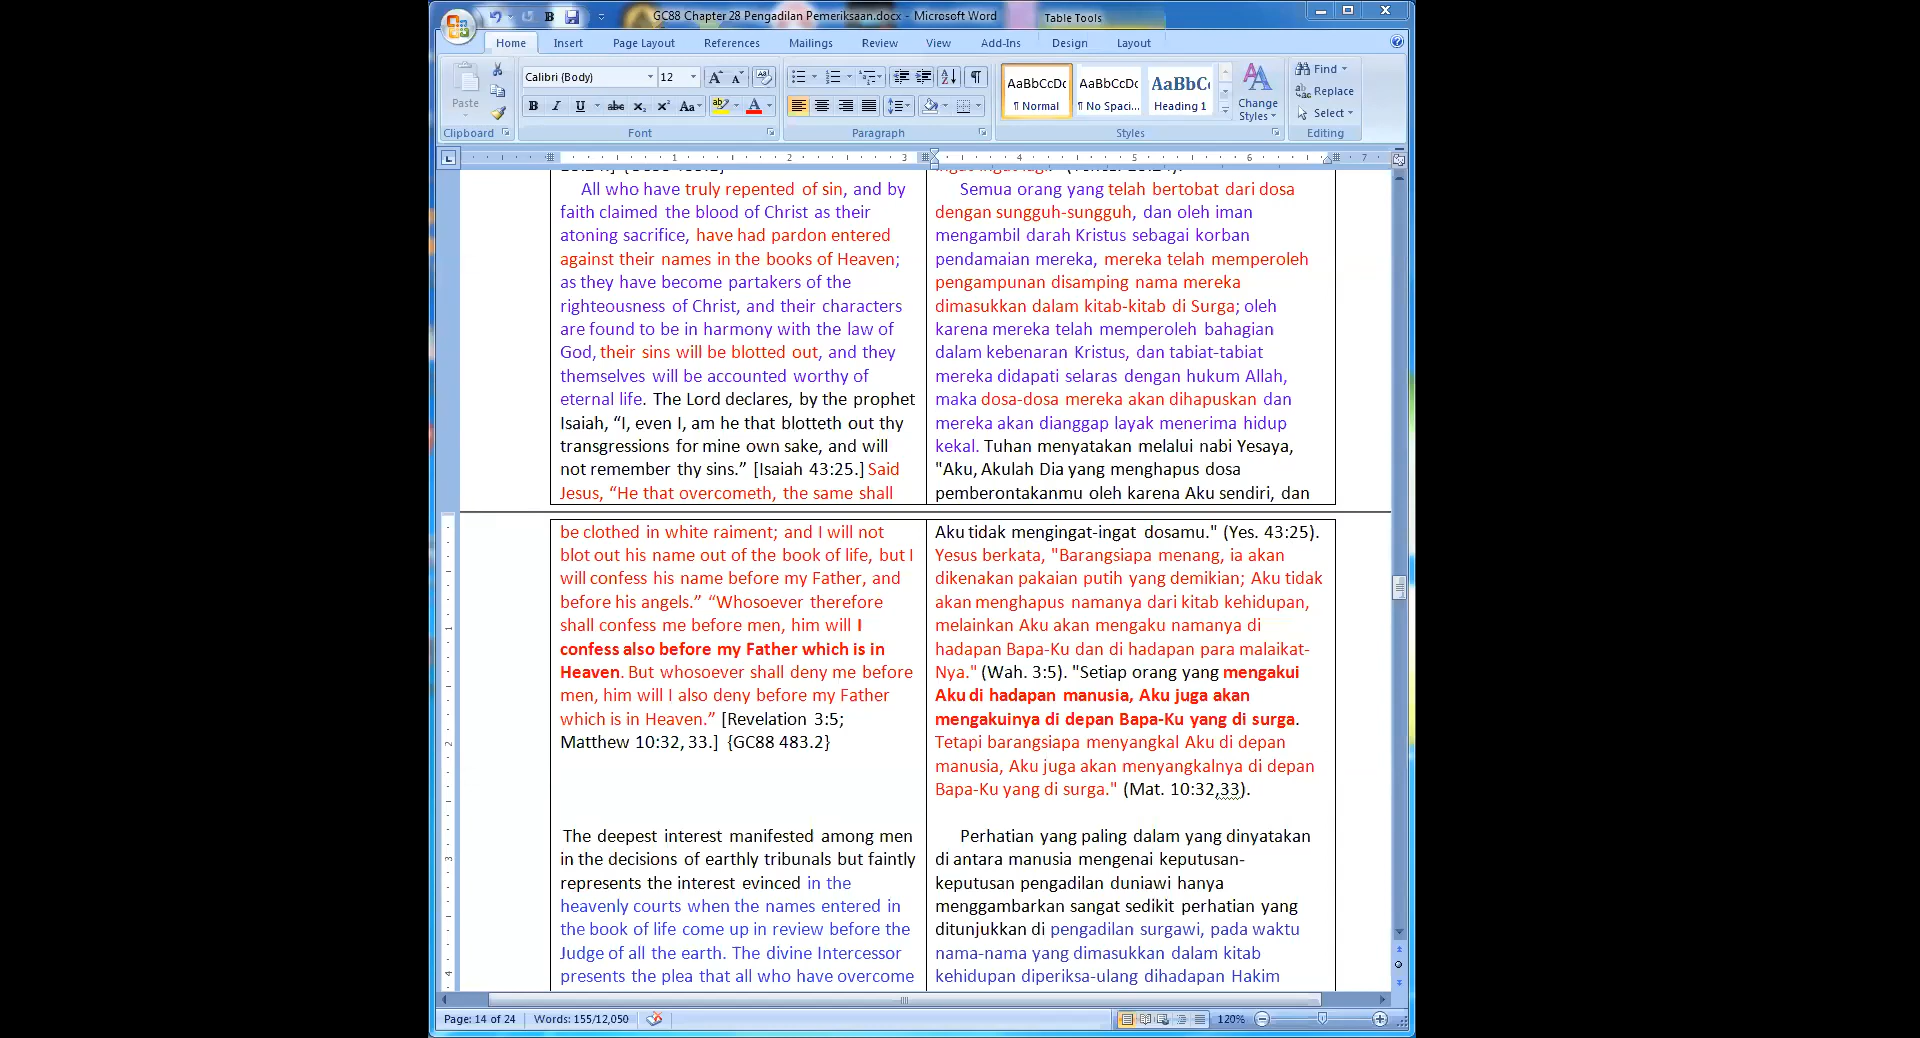 GC88 Chapter 28 Pengadilan Pemeriksaan.docx - Microsoft Word
Table Tools
Home Insert Page Layout References Mailings Review View Add-Ins Design Layout
Paste
Clipboard
Calibri (Body) 12
Font
Paragraph
AaBbCcDc AaBbCcDc AaBbC
¶ Normal ¶ No Spaci... Heading 1
Change Styles
Styles
Find
Replace
Select
Editing
1 2 3 4 5 6 7
All who have truly repented of sin, and by
faith claimed the blood of Christ as their
atoning sacrifice, have had pardon entered
against their names in the books of Heaven;
as they have become partakers of the
righteousness of Christ, and their characters
are found to be in harmony with the law of
God, their sins will be blotted out, and they
themselves will be accounted worthy of
eternal life. The Lord declares, by the prophet
Isaiah, “I, even I, am he that blotteth out thy
transgressions for mine own sake, and will
not remember thy sins.” [Isaiah 43:25.] Said
Jesus, “He that overcometh, the same shall
be clothed in white raiment; and I will not
blot out his name out of the book of life, but I
will confess his name before my Father, and
before his angels.” “Whosoever therefore
shall confess me before men, him will I
confess also before my Father which is in
Heaven. But whosoever shall deny me before
men, him will I also deny before my Father
which is in Heaven.” [Revelation 3:5;
Matthew 10:32, 33.] {GC88 483.2}
The deepest interest manifested among men
in the decisions of earthly tribunals but faintly
represents the interest evinced in the
heavenly courts when the names entered in
the book of life come up in review before the
Judge of all the earth. The divine Intercessor
presents the plea that all who have overcome
Semua orang yang telah bertobat dari dosa
dengan sungguh-sungguh, dan oleh iman
mengambil darah Kristus sebagai korban
pendamaian mereka, mereka telah memperoleh
pengampunan disamping nama mereka
dimasukkan dalam kitab-kitab di Surga; oleh
karena mereka telah memperoleh bahagian
dalam kebenaran Kristus, dan tabiat-tabiat
mereka didapati selaras dengan hukum Allah,
maka dosa-dosa mereka akan dihapuskan dan
mereka akan dianggap layak menerima hidup
kekal. Tuhan menyatakan melalui nabi Yesaya,
"Aku, Akulah Dia yang menghapus dosa
pemberontakanmu oleh karena Aku sendiri, dan
Aku tidak mengingat-ingat dosamu." (Yes. 43:25).
Yesus berkata, "Barangsiapa menang, ia akan
dikenakan pakaian putih yang demikian; Aku tidak
akan menghapus namanya dari kitab kehidupan,
melainkan Aku akan mengaku namanya di
hadapan Bapa-Ku dan di hadapan para malaikat-
Nya." (Wah. 3:5). "Setiap orang yang mengakui
Aku di hadapan manusia, Aku juga akan
mengakuinya di depan Bapa-Ku yang di surga.
Tetapi barangsiapa menyangkal Aku di depan
manusia, Aku juga akan menyangkalnya di depan
Bapa-Ku yang di surga." (Mat. 10:32,33).
Perhatian yang paling dalam yang dinyatakan
di antara manusia mengenai keputusan-
keputusan pengadilan duniawi hanya
menggambarkan sangat sedikit perhatian yang
ditunjukkan di pengadilan surgawi, pada waktu
nama-nama yang dimasukkan dalam kitab
kehidupan diperiksa-ulang dihadapan Hakim
Page: 14 of 24 Words: 155/12,050 120%